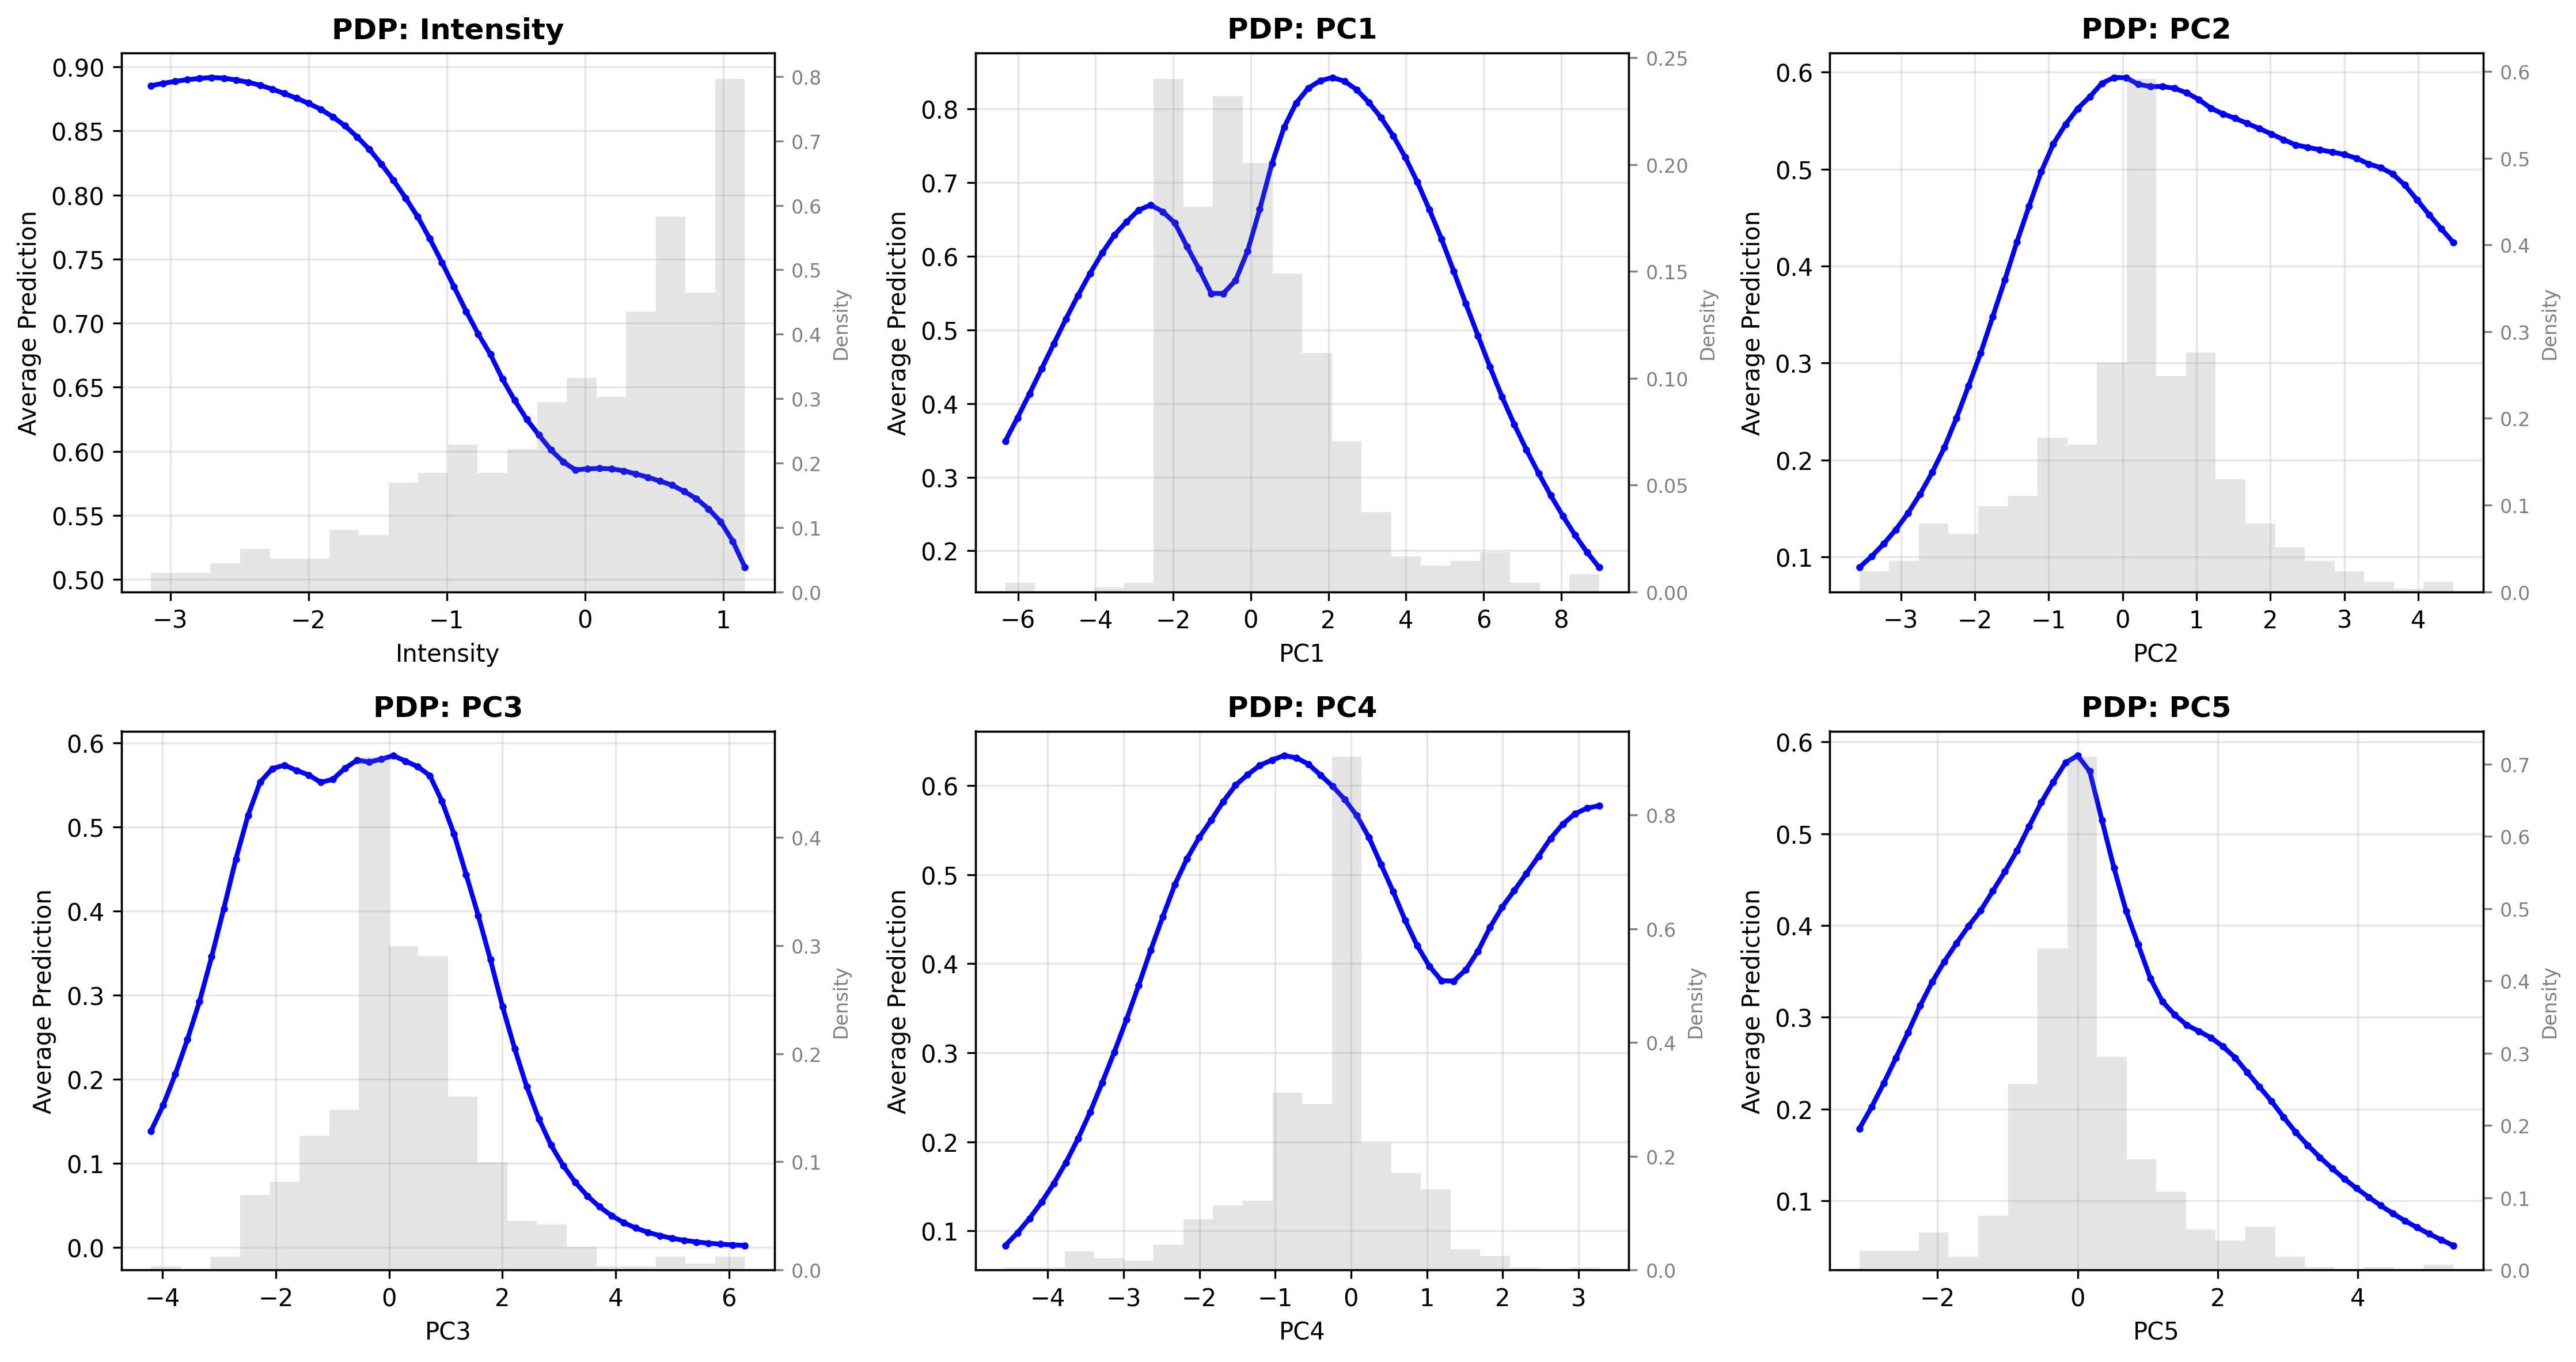 PDP: Intensity
0.90
0.85
0.80
0.75
0.70
0.65
0.60
0.55
0.50
Average Prediction
0.8
0.7
0.6
0.5
0.4
0.3
0.2
0.1
0.0
Density
−3 −2 −1 0 1
Intensity
PDP: PC1
0.8
0.7
0.6
0.5
0.4
0.3
0.2
Average Prediction
0.25
0.20
0.15
0.10
0.05
0.00
Density
−6 −4 −2 0 2 4 6 8
PC1
PDP: PC2
0.6
0.5
0.4
0.3
0.2
0.1
Average Prediction
0.6
0.5
0.4
0.3
0.2
0.1
0.0
Density
−3 −2 −1 0 1 2 3 4
PC2
PDP: PC3
0.6
0.5
0.4
0.3
0.2
0.1
0.0
Average Prediction
0.4
0.3
0.2
0.1
0.0
Density
−4 −2 0 2 4 6
PC3
PDP: PC4
0.6
0.5
0.4
0.3
0.2
0.1
Average Prediction
0.8
0.6
0.4
0.2
0.0
Density
−4 −3 −2 −1 0 1 2 3
PC4
PDP: PC5
0.6
0.5
0.4
0.3
0.2
0.1
Average Prediction
0.7
0.6
0.5
0.4
0.3
0.2
0.1
0.0
Density
−2 0 2 4
PC5